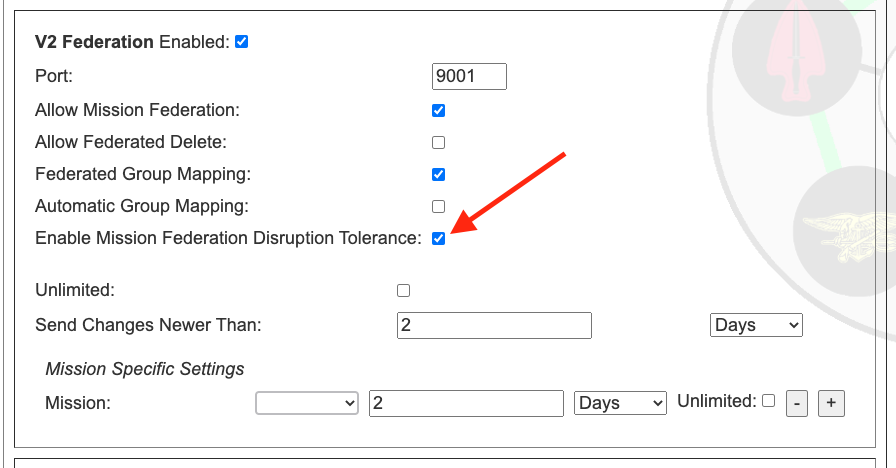 V2 Federation Enabled:
Port: 9001
Allow Mission Federation:
Allow Federated Delete:
Federated Group Mapping:
Automatic Group Mapping:
Enable Mission Federation Disruption Tolerance:
Unlimited:
Send Changes Newer Than: 2 Days
Mission Specific Settings
Mission: 2 Days Unlimited: - +